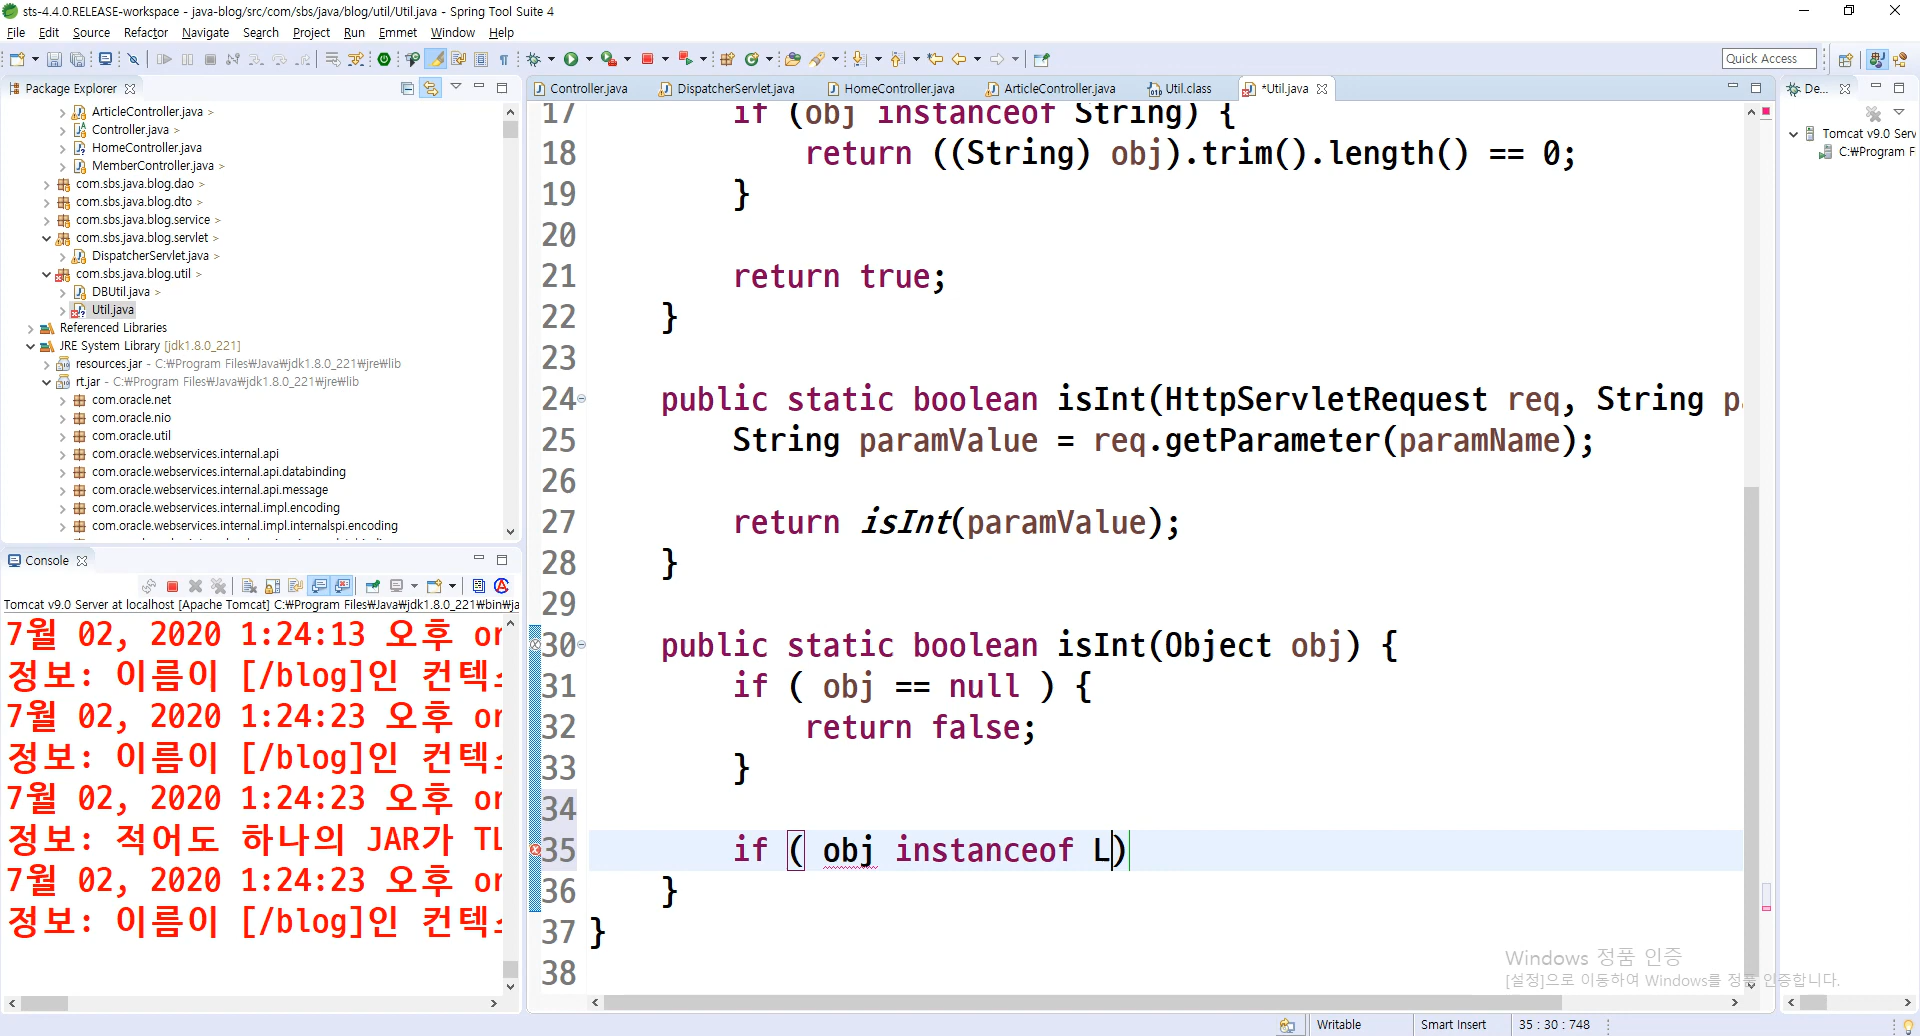 sts-4.4.0.RELEASE-workspace - java-blog/src/com/sbs/java/blog/util/Util.java - Spring Tool Suite 4
File Edit Source Refactor Navigate Search Project Run Emmet Window Help
Quick Access
Package Explorer
ArticleController.java >
Controller.java >
HomeController.java
MemberController.java >
com.sbs.java.blog.dao >
com.sbs.java.blog.dto >
com.sbs.java.blog.service >
com.sbs.java.blog.servlet >
DispatcherServlet.java >
com.sbs.java.blog.util >
DBUtil.java >
Util.java
Referenced Libraries
JRE System Library [jdk1.8.0_221]
resources.jar - C:₩Program Files₩Java₩jdk1.8.0_221₩jre₩lib
rt.jar - C:₩Program Files₩Java₩jdk1.8.0_221₩jre₩lib
com.oracle.net
com.oracle.nio
com.oracle.util
com.oracle.webservices.internal.api
com.oracle.webservices.internal.api.databinding
com.oracle.webservices.internal.api.message
com.oracle.webservices.internal.impl.encoding
com.oracle.webservices.internal.impl.internalspi.encoding
Console
Tomcat v9.0 Server at localhost [Apache Tomcat] C:₩Program Files₩Java₩jdk1.8.0_221₩bin₩ja
7월 02, 2020 1:24:13 오후 or
정보: 이름이 [/blog]인 컨텍스
7월 02, 2020 1:24:23 오후 or
정보: 이름이 [/blog]인 컨텍스
7월 02, 2020 1:24:23 오후 or
정보: 적어도 하나의 JAR가 TL
7월 02, 2020 1:24:23 오후 or
정보: 이름이 [/blog]인 컨텍스
Controller.java DispatcherServlet.java HomeController.java ArticleController.java Util.class *Util.java
17 if (obj instanceof String) {
18 return ((String) obj).trim().length() == 0;
19 }
20
21 return true;
22 }
23
24 public static boolean isInt(HttpServletRequest req, String pa
25 String paramValue = req.getParameter(paramName);
26
27 return isInt(paramValue);
28 }
29
30 public static boolean isInt(Object obj) {
31 if ( obj == null ) {
32 return false;
33 }
34
35 if ( obj instanceof L)
36 }
37 }
38
De...
Tomcat v9.0 Serv
C:₩Program F
Windows 정품 인증
[설정]으로 이동하여 Windows를 정품 인증합니다.
Writable Smart Insert 35 : 30 : 748